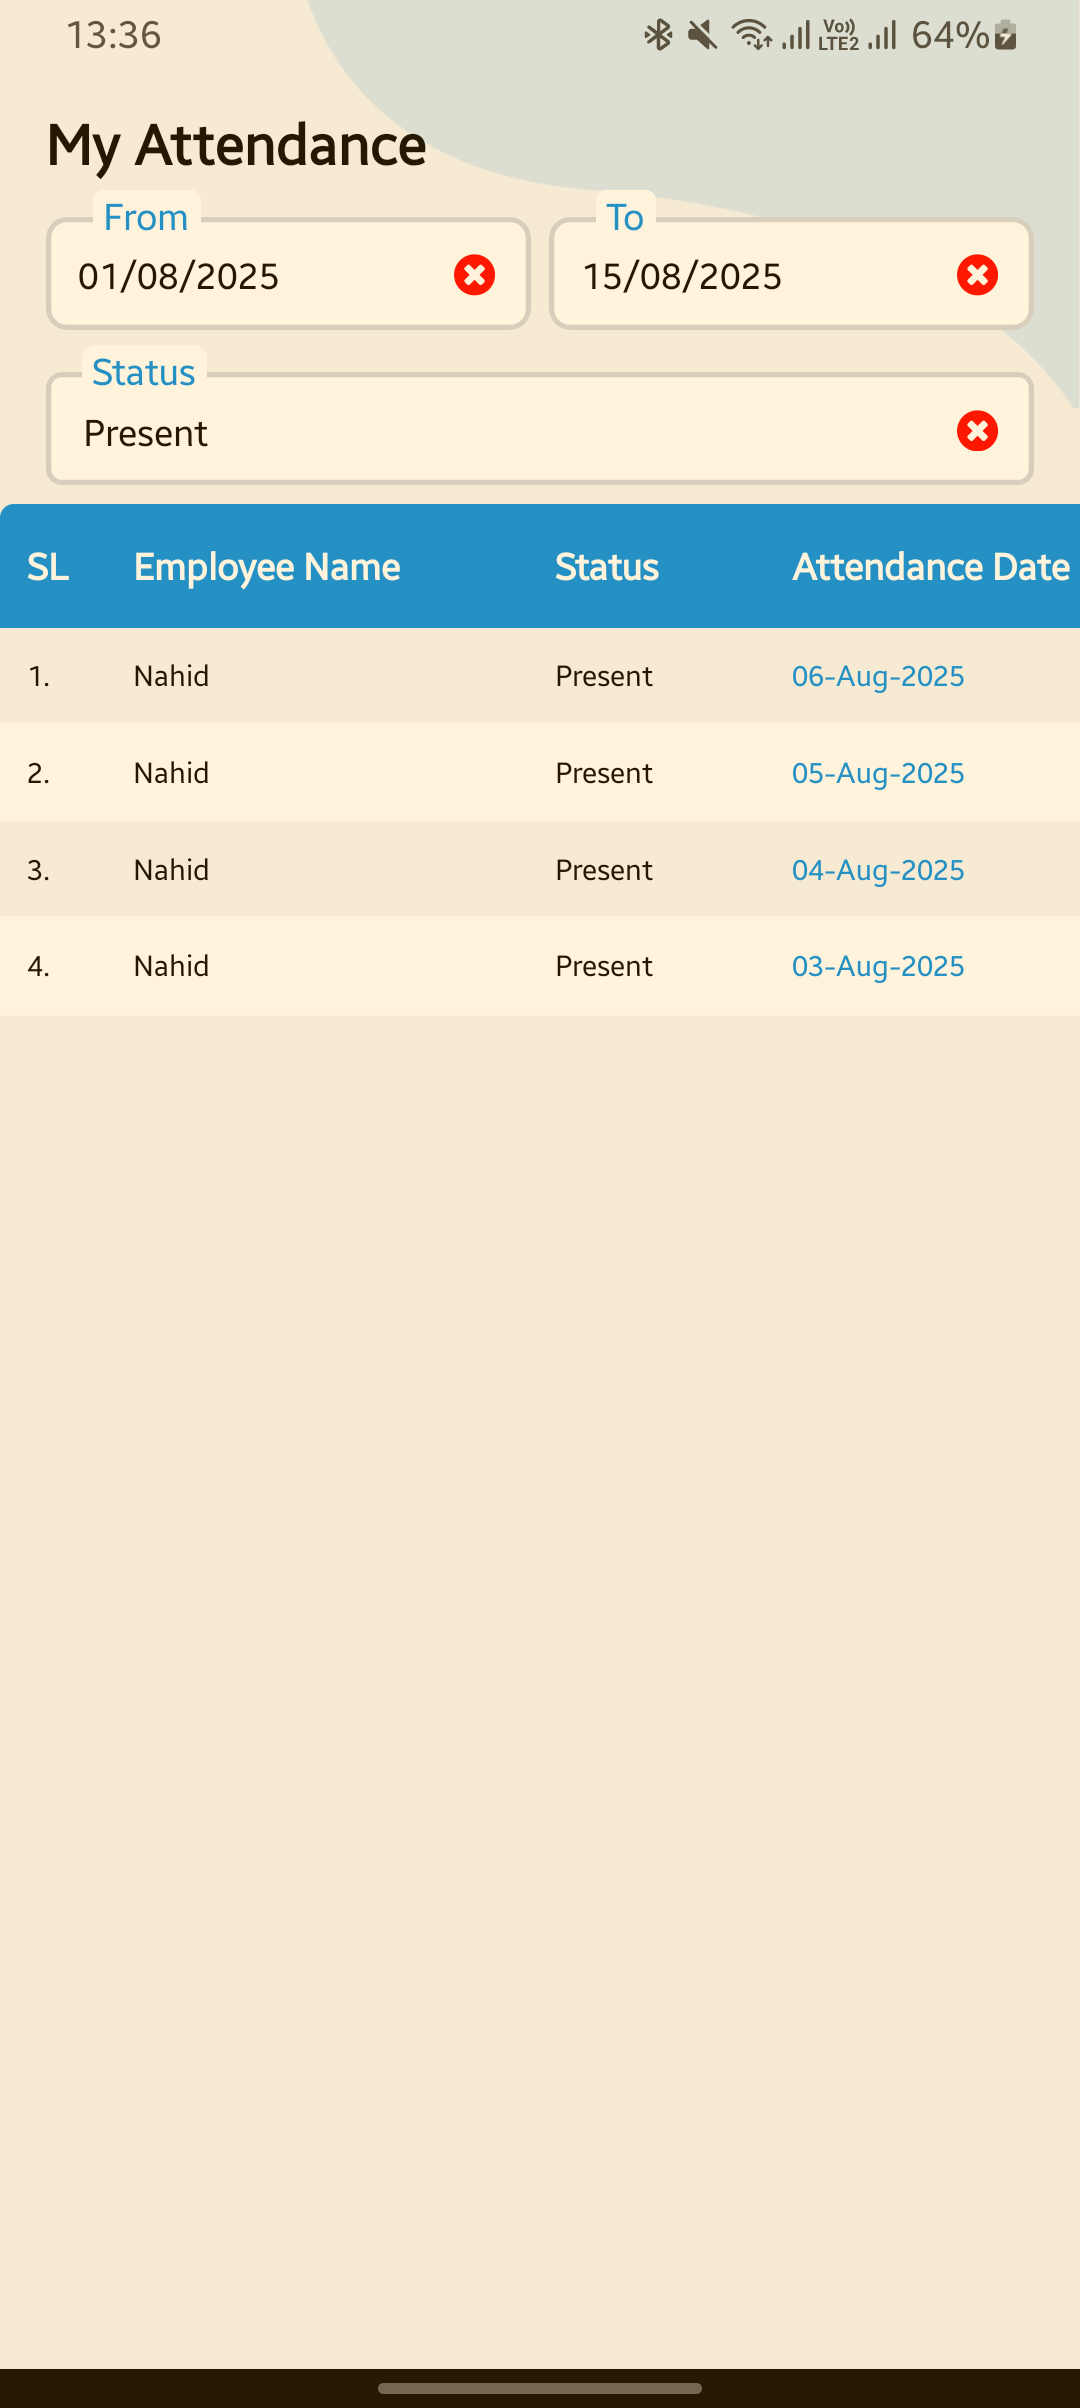 13:36 Vo)) LTE2 64%
My Attendance
From To
01/08/2025 15/08/2025
Status
Present
SL Employee Name Status Attendance Date
1. Nahid Present 06-Aug-2025
2. Nahid Present 05-Aug-2025
3. Nahid Present 04-Aug-2025
4. Nahid Present 03-Aug-2025